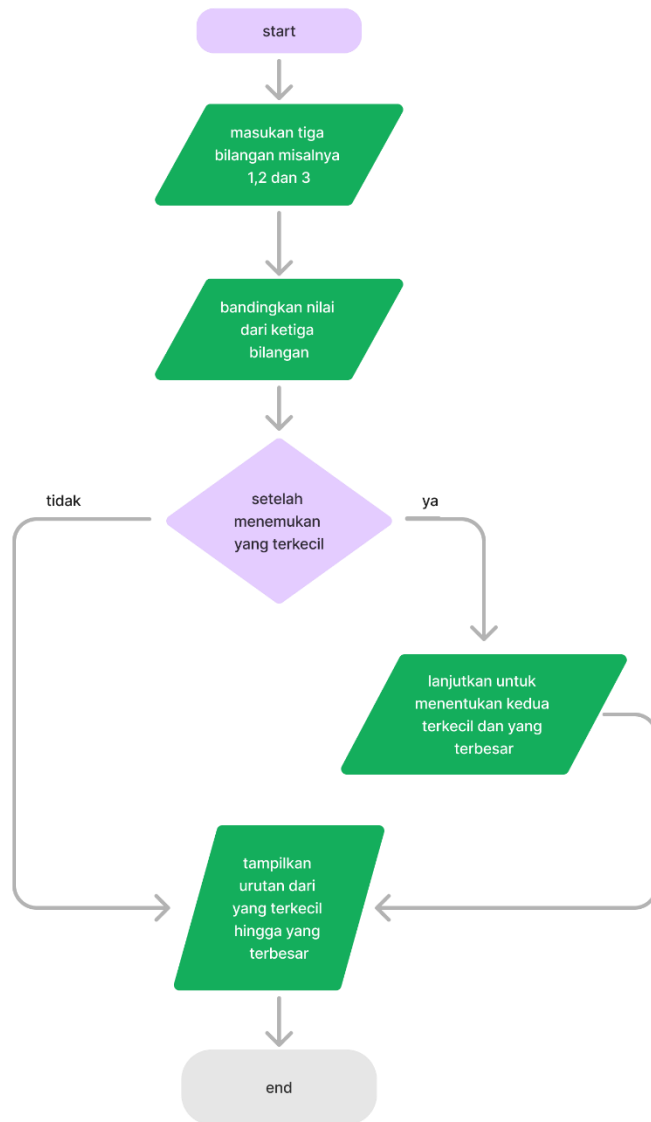 start
masukan tiga
bilangan misalnya
1,2 dan 3
bandingkan nilai
dari ketiga
bilangan
tidak
setelah
menemukan
yang terkecil
ya
lanjutkan untuk
menentukan kedua
terkecil dan yang
terbesar
tampilkan
urutan dari
yang terkecil
hingga yang
terbesar
end